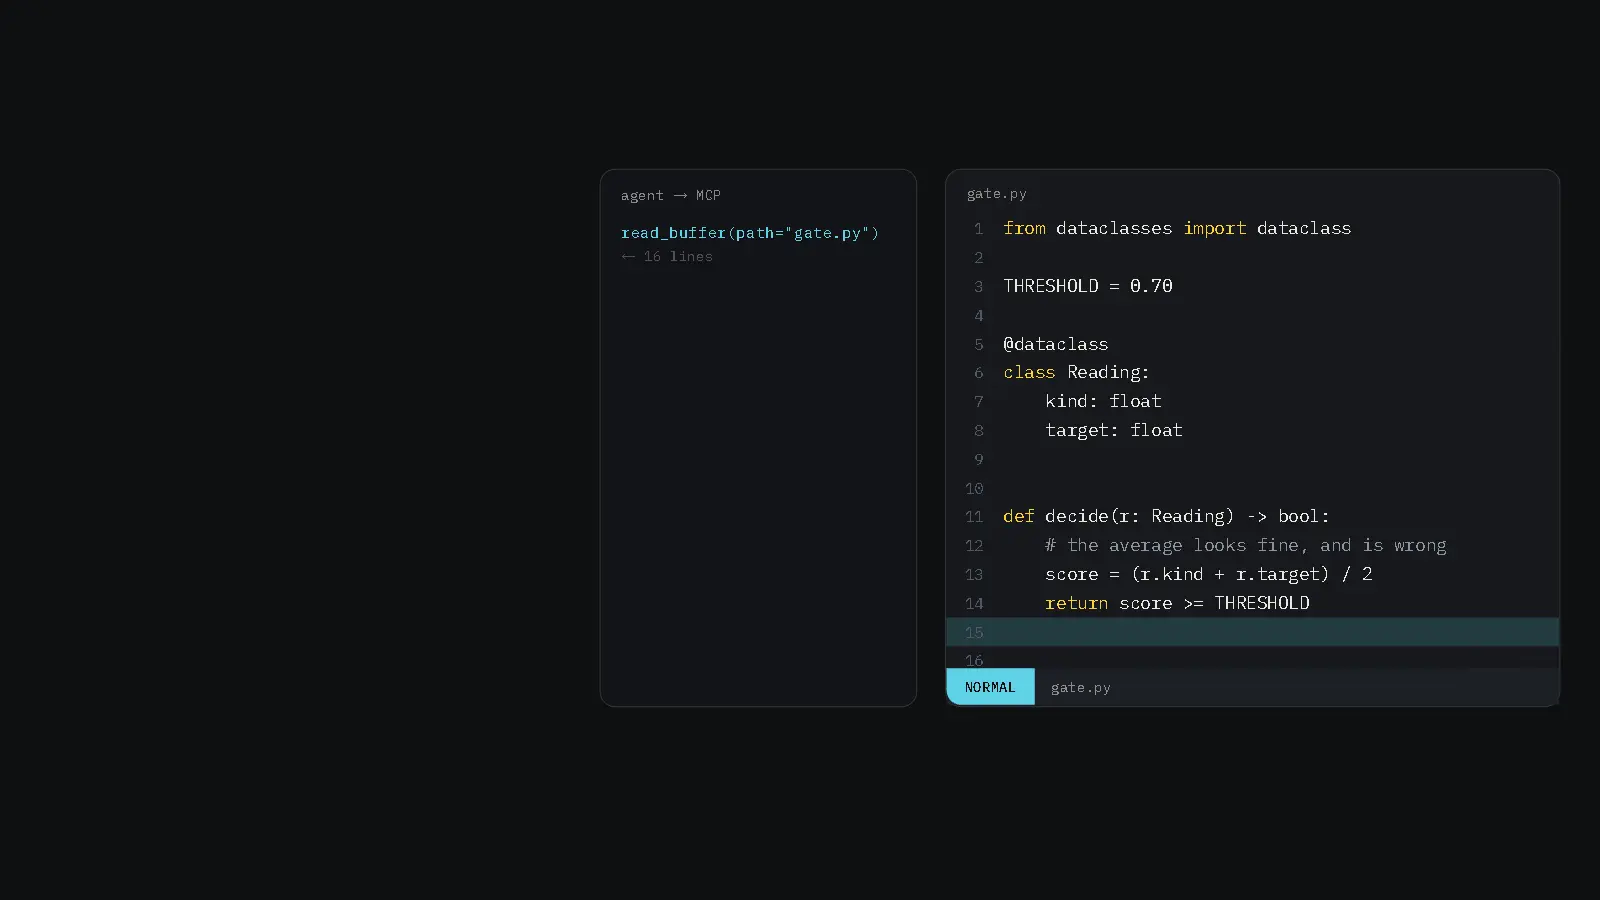 agent → MCP
read_buffer(path="gate.py")
← 16 lines
gate.py
1 from dataclasses import dataclass
2
3 THRESHOLD = 0.70
4
5 @dataclass
6 class Reading:
7     kind: float
8     target: float
9
10
11 def decide(r: Reading) -> bool:
12     # the average looks fine, and is wrong
13     score = (r.kind + r.target) / 2
14     return score >= THRESHOLD
15
16
NORMAL gate.py